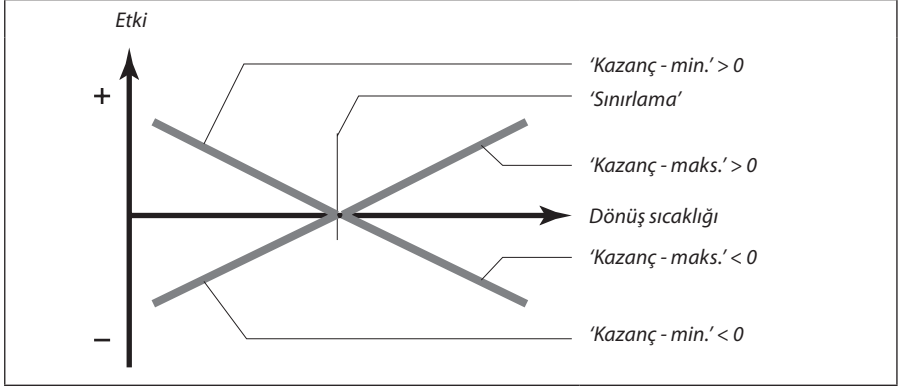 Etki
+
‘Kazanç - min.’ > 0
‘Sınırlama’
‘Kazanç - maks.’ > 0
Dönüş sıcaklığı
‘Kazanç - maks.’ < 0
‘Kazanç - min.’ < 0
–